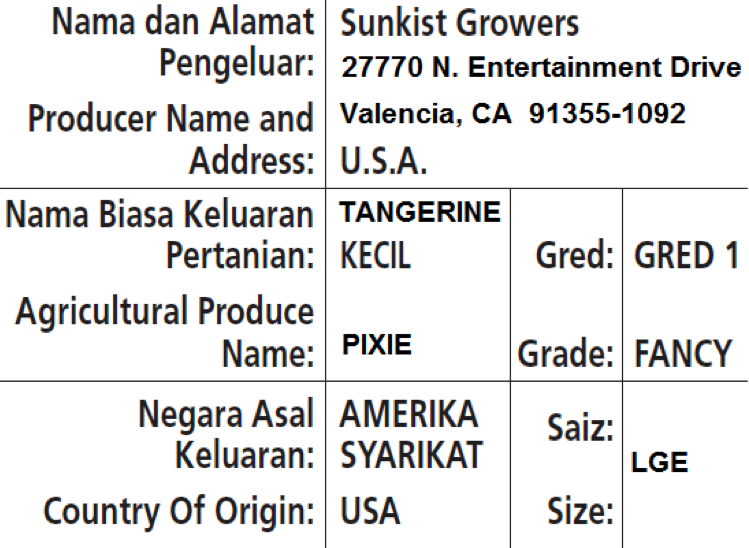 Nama dan Alamat Pengeluar:
Producer Name and Address:
Sunkist Growers
27770 N. Entertainment Drive
Valencia, CA 91355-1092
U.S.A.
Nama Biasa Keluaran Pertanian:
Agricultural Produce Name:
TANGERINE
KECIL
PIXIE
Gred:
GRED 1
Grade:
FANCY
Negara Asal Keluaran:
Country Of Origin:
AMERIKA
SYARIKAT
USA
Saiz:
Size:
LGE